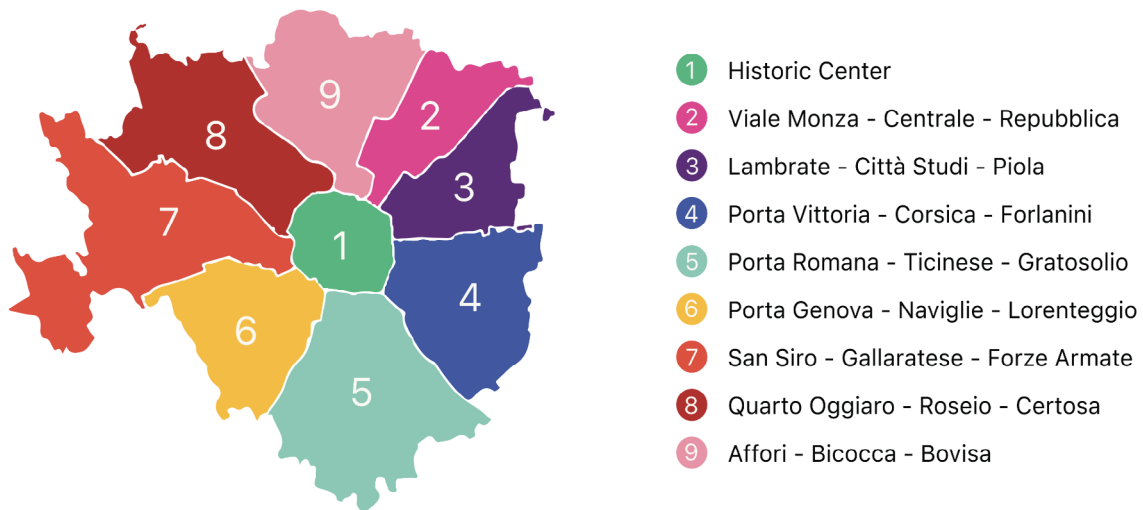 9
2
8
3
7
1
4
6
5
1 Historic Center
2 Viale Monza - Centrale - Repubblica
3 Lambrate - Città Studi - Piola
4 Porta Vittoria - Corsica - Forlanini
5 Porta Romana - Ticinese - Gratosolio
6 Porta Genova - Naviglie - Lorenteggio
7 San Siro - Gallaratese - Forze Armate
8 Quarto Oggiaro - Roseio - Certosa
9 Affori - Bicocca - Bovisa